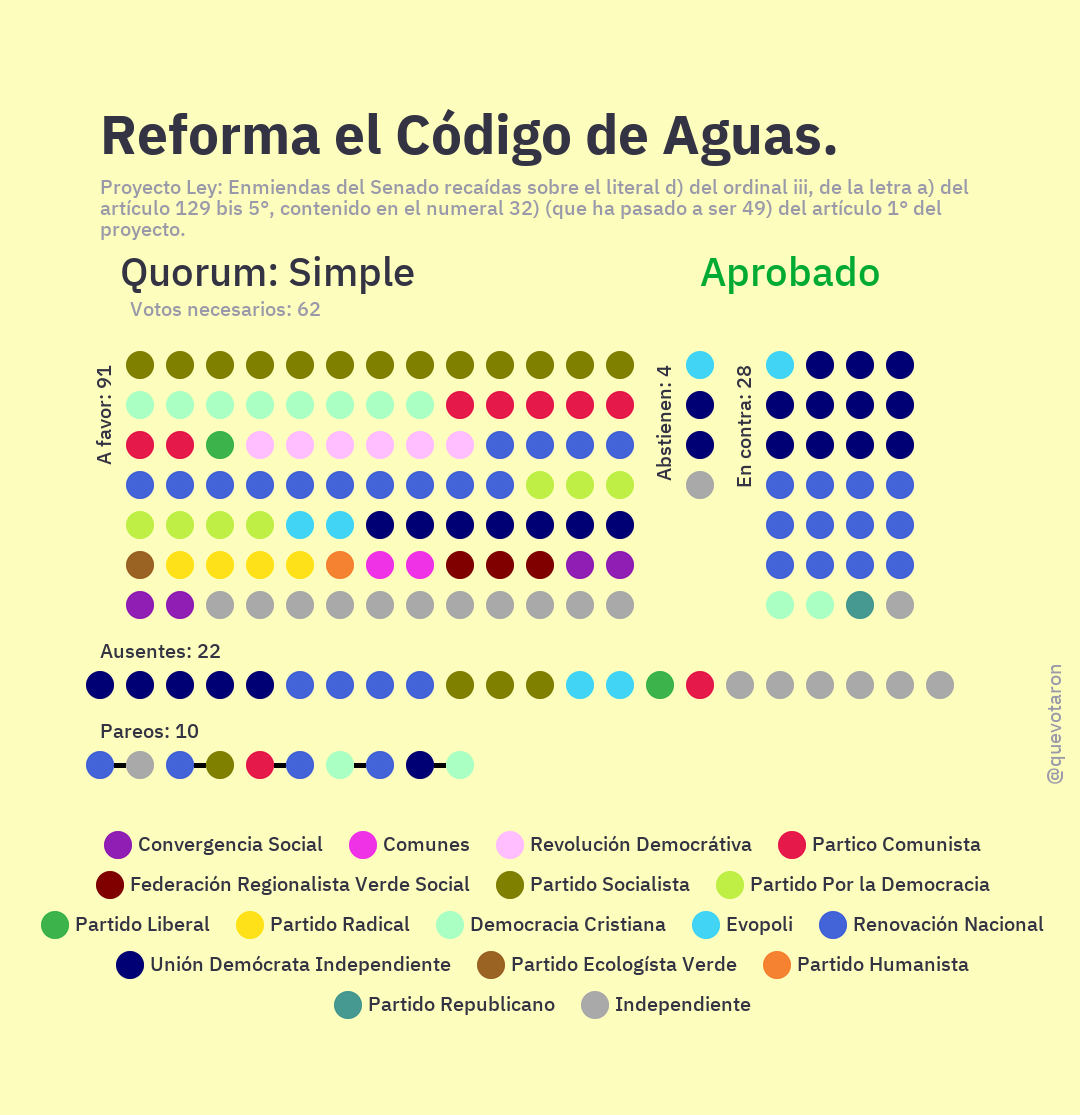 Reforma el Código de Aguas.
Proyecto Ley: Enmiendas del Senado recaídas sobre el literal d) del ordinal iii, de la letra a) del
artículo 129 bis 5°, contenido en el numeral 32) (que ha pasado a ser 49) del artículo 1° del
proyecto.
Quorum: Simple
Aprobado
Votos necesarios: 62
A favor: 91
Abstienen: 4
En contra: 28
Ausentes: 22
Pareos: 10
@quevotaron
Convergencia Social
Comunes
Revolución Democrátiva
Partico Comunista
Federación Regionalista Verde Social
Partido Socialista
Partido Por la Democracia
Partido Liberal
Partido Radical
Democracia Cristiana
Evopoli
Renovación Nacional
Unión Demócrata Independiente
Partido Ecologísta Verde
Partido Humanista
Partido Republicano
Independiente